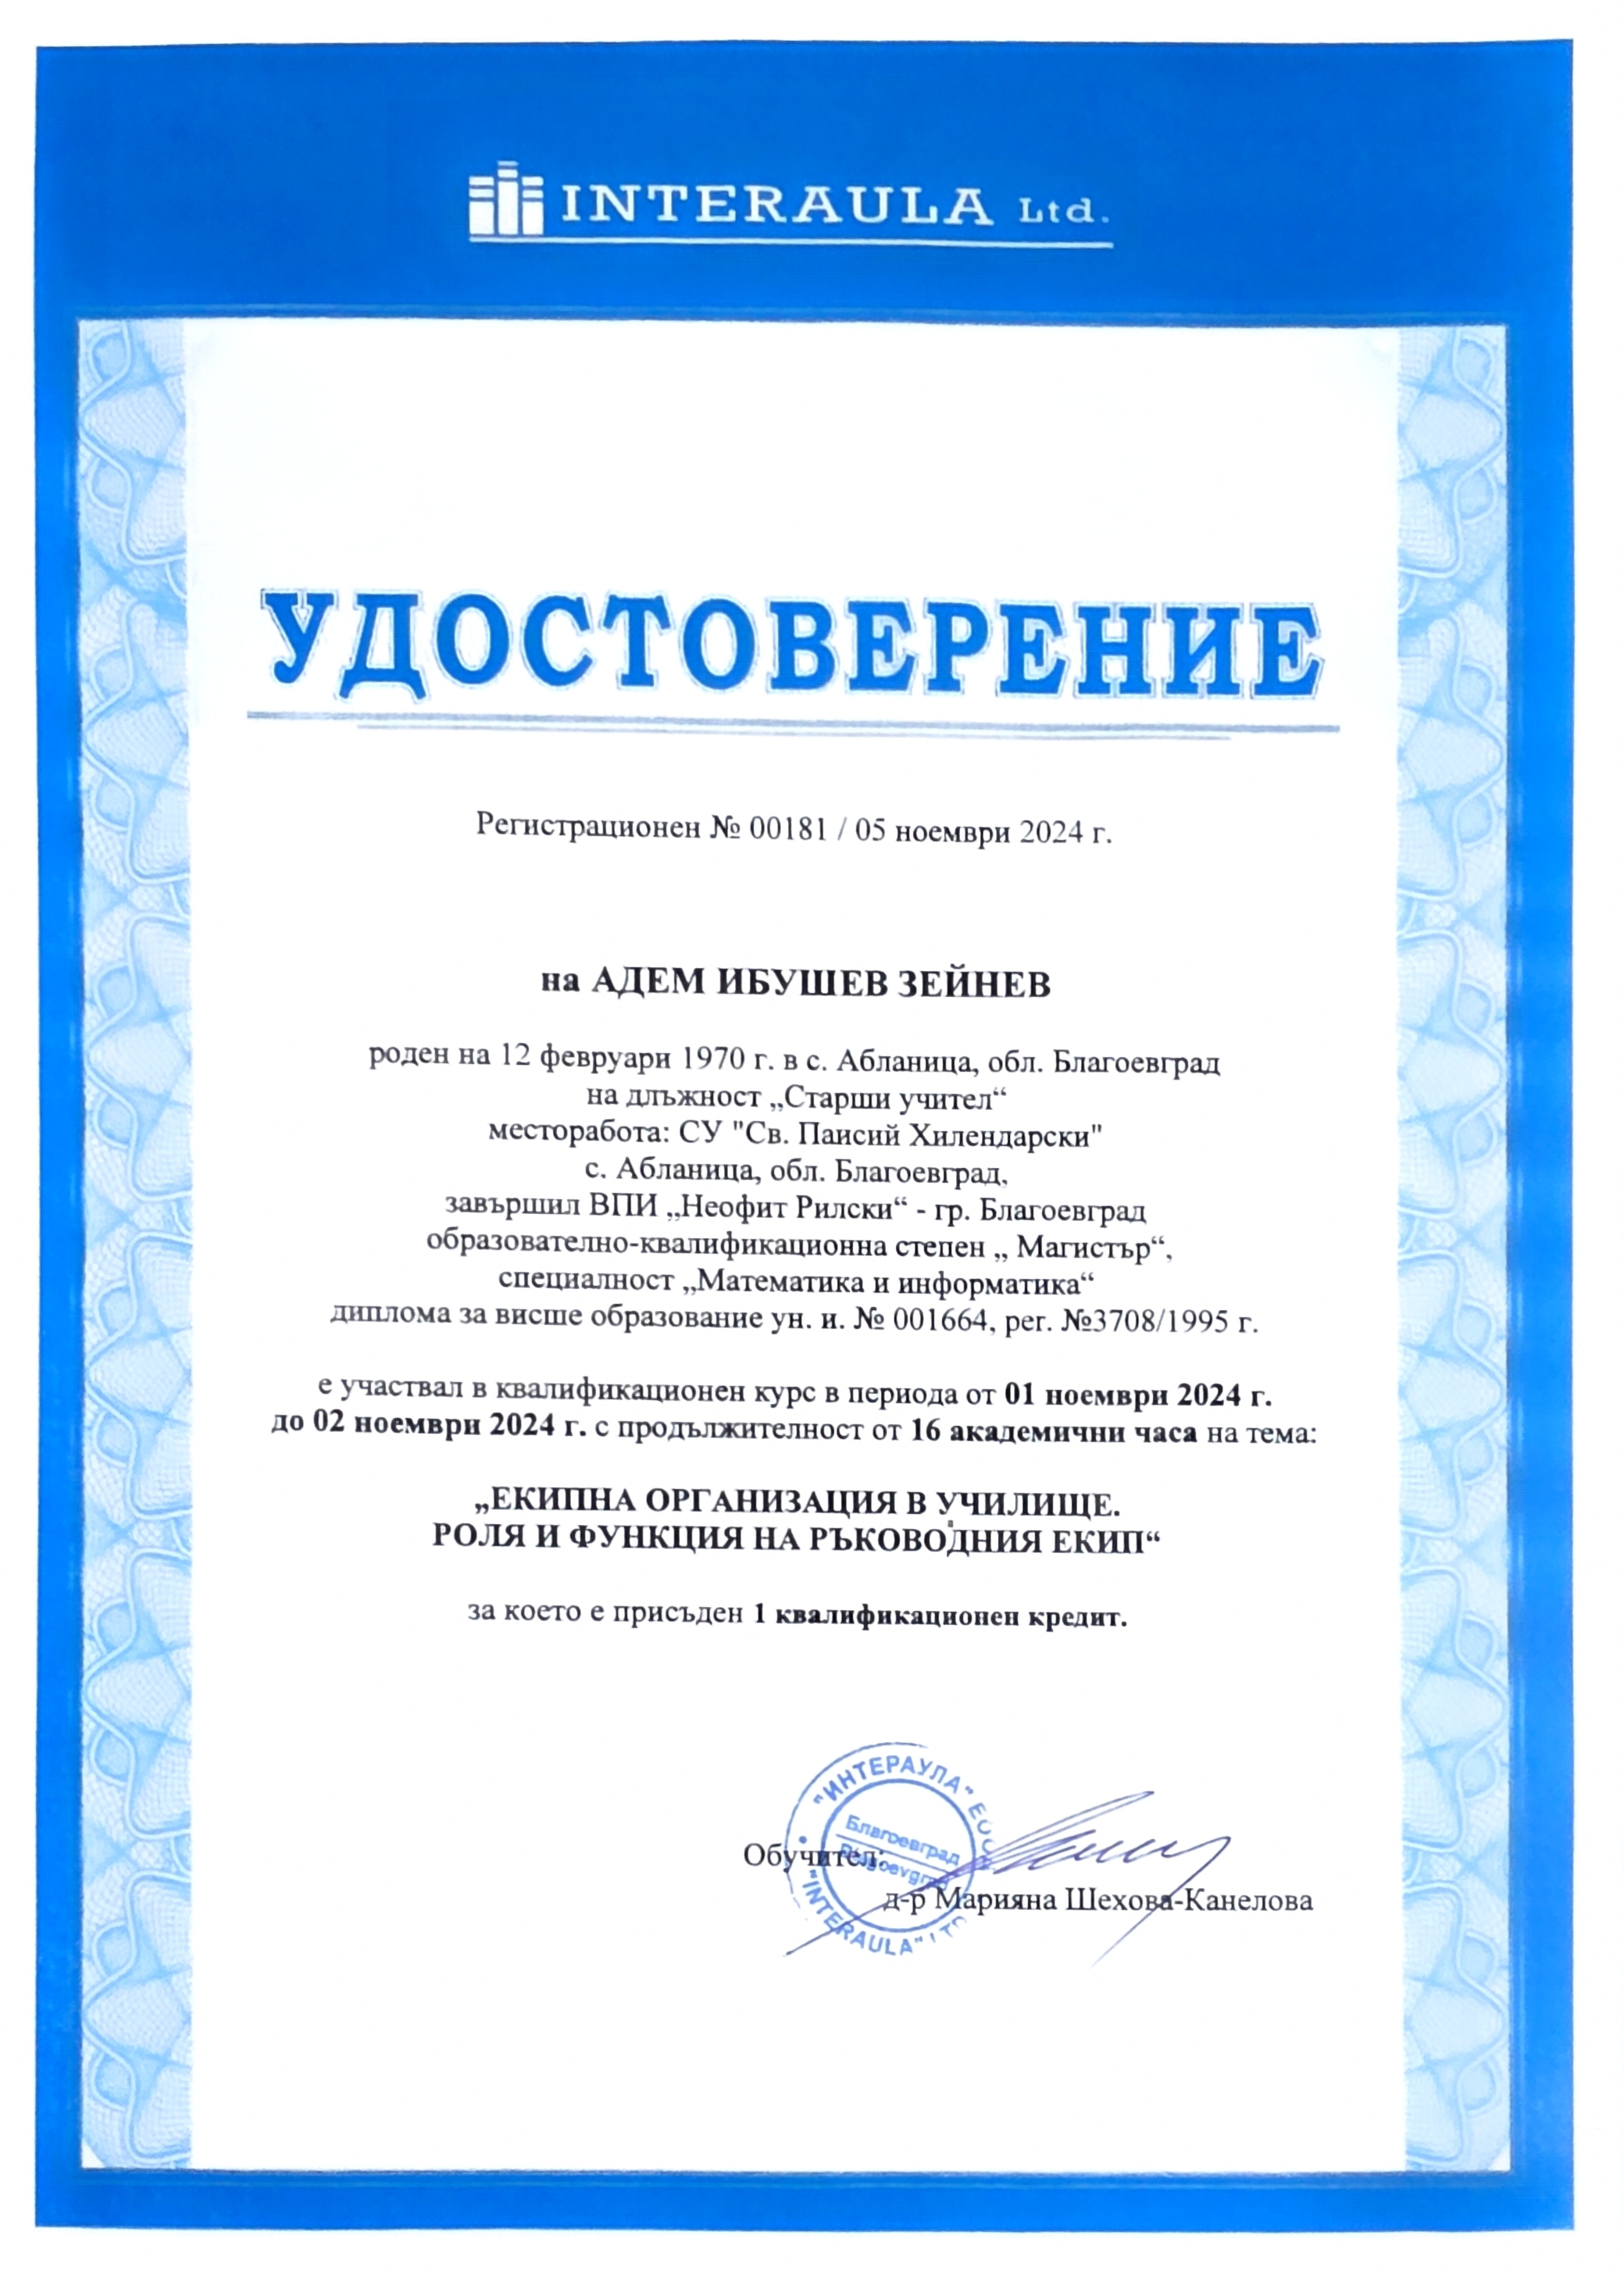 INTERAULA Ltd.
УДОСТОВЕРЕНИЕ
Регистрационен № 00181 / 05 ноември 2024 г.
на АДЕМ ИБУШЕВ ЗЕЙНЕВ
роден на 12 февруари 1970 г. в с. Абланица, обл. Благоевград
на длъжност „Старши учител“
месторабота: СУ "Св. Паисий Хилендарски"
с. Абланица, обл. Благоевград,
завършил ВПИ „Неофит Рилски“ - гр. Благоевград
образователно-квалификационна степен „ Магистър“,
специалност „Математика и информатика“
диплома за висше образование ун. и. № 001664, рег. №3708/1995 г.
е участвал в квалификационен курс в периода от 01 ноември 2024 г.
до 02 ноември 2024 г. с продължителност от 16 академични часа на тема:
„ЕКИПНА ОРГАНИЗАЦИЯ В УЧИЛИЩЕ.
РОЛЯ И ФУНКЦИЯ НА РЪКОВОДНИЯ ЕКИП“
за което е присъден 1 квалификационен кредит.
"ИНТЕРАУЛА"
Благоевград
Blagoevgrad
"INTERAULA" LTD
Обучител:
д-р Марияна Шехова-Канелова